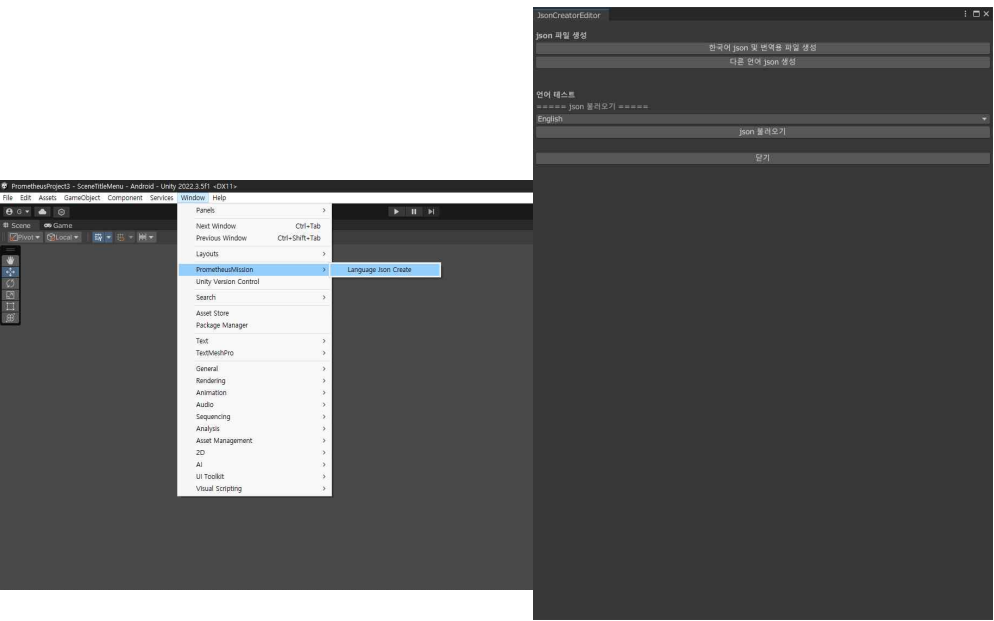 PrometheusProject3 - SceneTitleMenu - Android - Unity 2022.3.5f1 <DX11>
File Edit Assets GameObject Component Services Window Help
G
Scene Game
Pivot Local
Panels
Next Window Ctrl+Tab
Previous Window Ctrl+Shift+Tab
Layouts
PrometheusMission Language Json Create
Unity Version Control
Search
Asset Store
Package Manager
Text
TextMeshPro
General
Rendering
Animation
Audio
Sequencing
Analysis
Asset Management
2D
AI
UI Toolkit
Visual Scripting
JsonCreatorEditor
json 파일 생성
한국어 json 및 번역용 파일 생성
다른 언어 json 생성
언어 테스트
===== json 불러오기 =====
English
json 불러오기
닫기